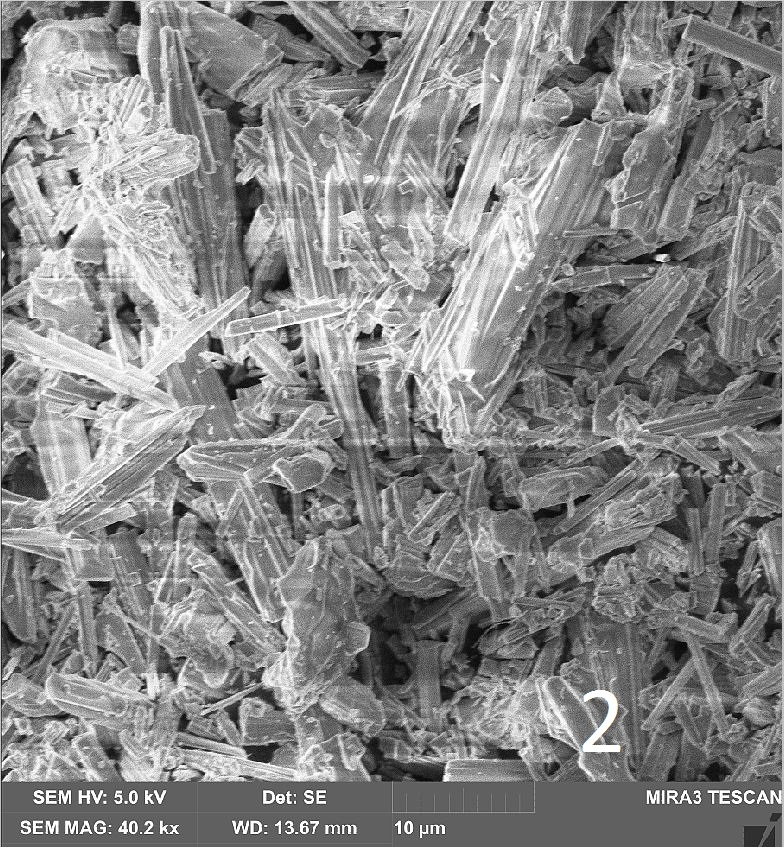 2
SEM HV: 5.0 kV Det: SE MIRA3 TESCAN
SEM MAG: 40.2 kx WD: 13.67 mm 10 µm